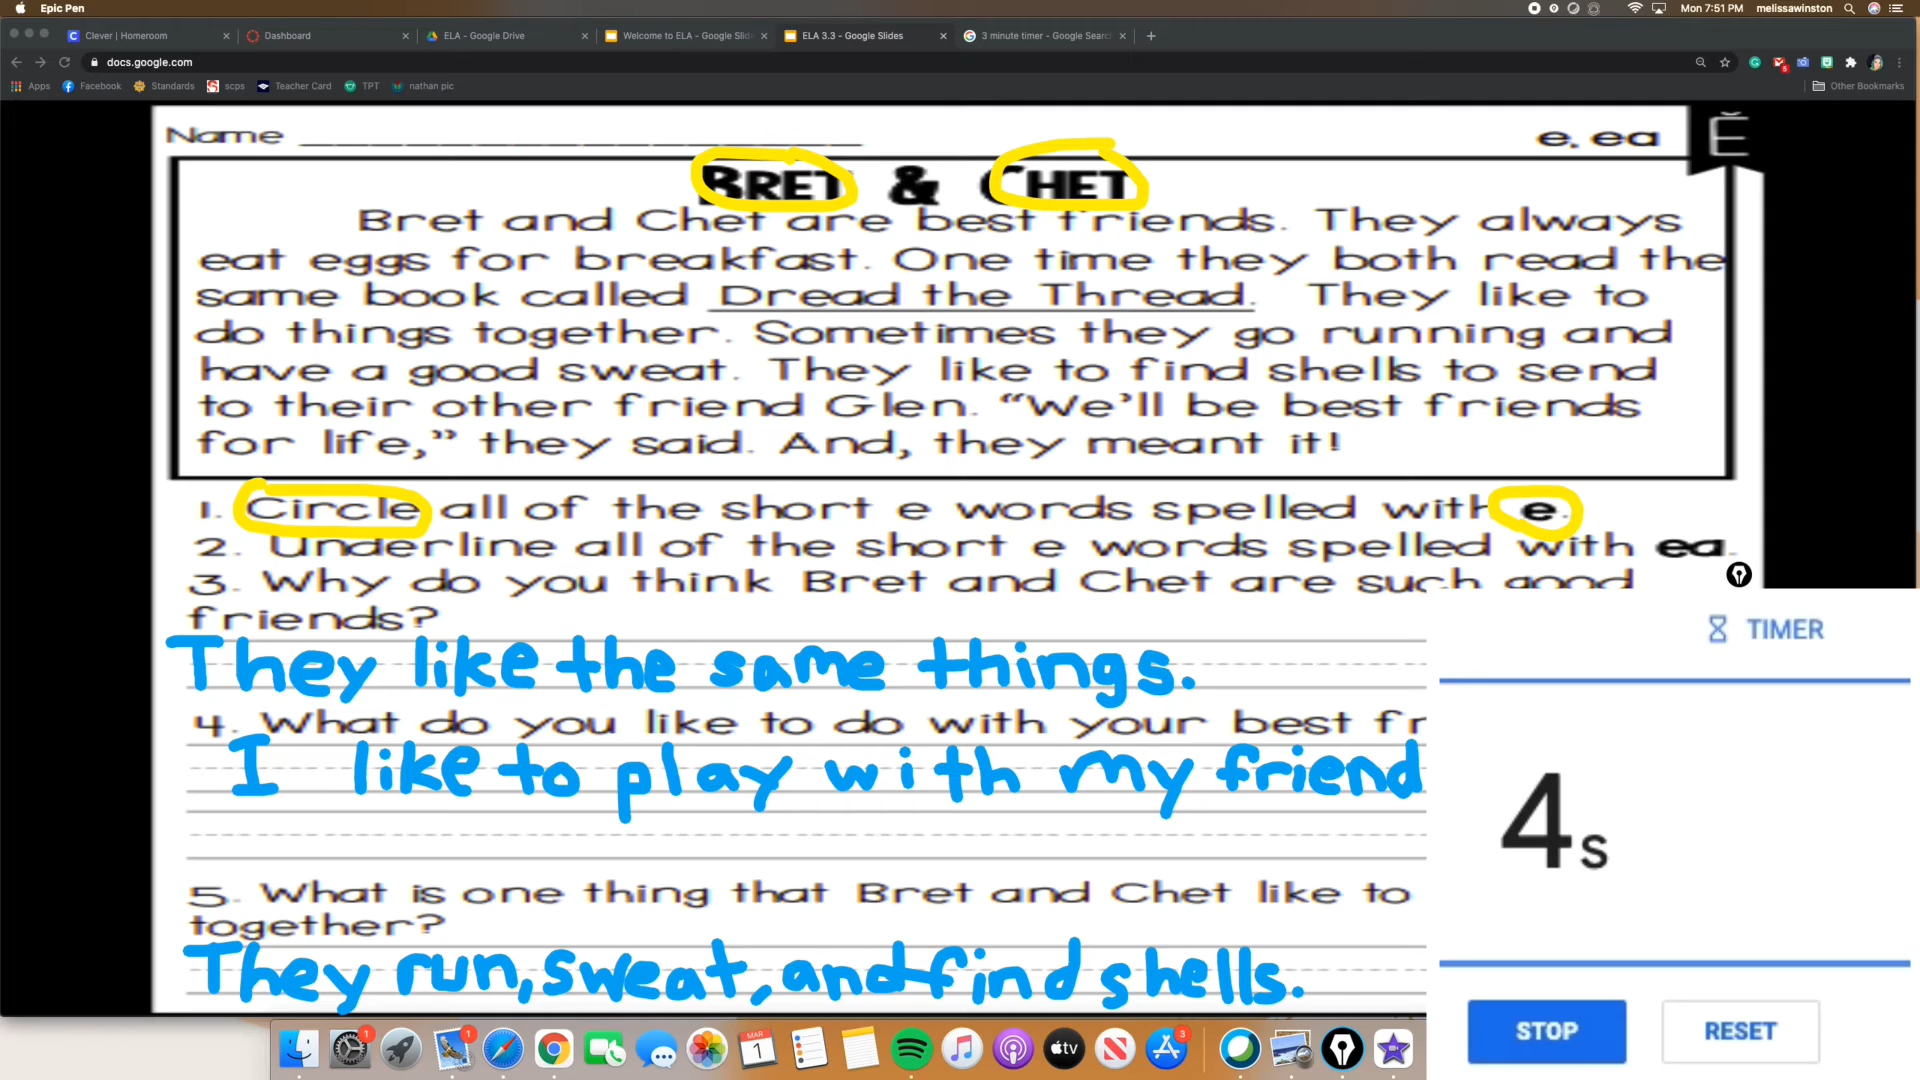 Epic Pen
Mon 7:51 PM melissawinston
Clever | Homeroom
Dashboard
ELA - Google Drive
Welcome to ELA - Google Slid
ELA 3.3 - Google Slides
3 minute timer - Google Searc
docs.google.com
Apps Facebook Standards scps Teacher Card TPT nathan pic Other Bookmarks
Name e, ea Ĕ
BRET & CHET
Bret and Chet are best friends. They always
eat eggs for breakfast. One time they both read the
same book called Dread the Thread. They like to
do things together. Sometimes they go running and
have a good sweat. They like to find shells to send
to their other friend Glen. “We’ll be best friends
for life,” they said. And, they meant it!
1. Circle all of the short e words spelled with e.
2. Underline all of the short e words spelled with ea.
3. Why do you think Bret and Chet are such good
friends?
They like the same things.
4. What do you like to do with your best fr
I like to play with my friend
5. What is one thing that Bret and Chet like to
together?
They run, sweat, and find shells.
TIMER
4s
STOP RESET
MAR
1
tv
1
1
3
5